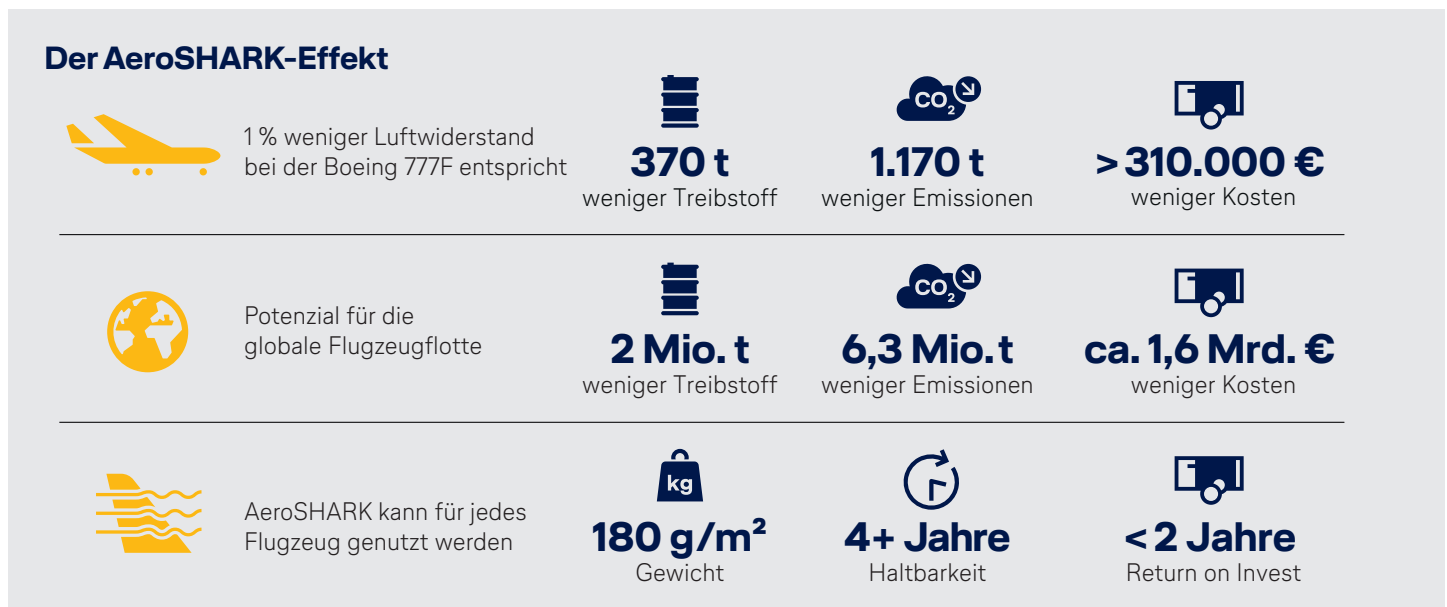 Der AeroSHARK-Effekt
1 % weniger Luftwiderstand
bei der Boeing 777F entspricht
370 t
weniger Treibstoff
CO₂
1.170 t
weniger Emissionen
> 310.000 €
weniger Kosten
Potenzial für die
globale Flugzeugflotte
2 Mio. t
weniger Treibstoff
CO₂
6,3 Mio. t
weniger Emissionen
ca. 1,6 Mrd. €
weniger Kosten
AeroSHARK kann für jedes
Flugzeug genutzt werden
kg
180 g/m²
Gewicht
4+ Jahre
Haltbarkeit
< 2 Jahre
Return on Invest